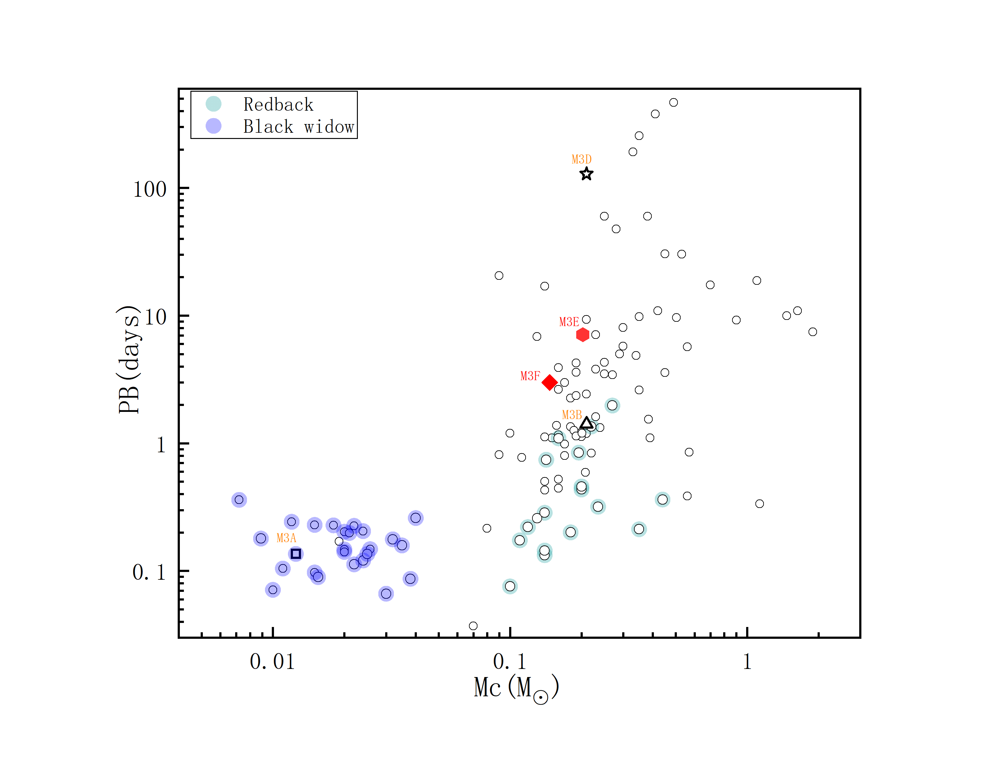 Redback
Black widow
M3D
100
M3E
10
M3F
M3B
PB(days)
1
M3A
0.1
0.01
0.1
1
Mc(M☉)